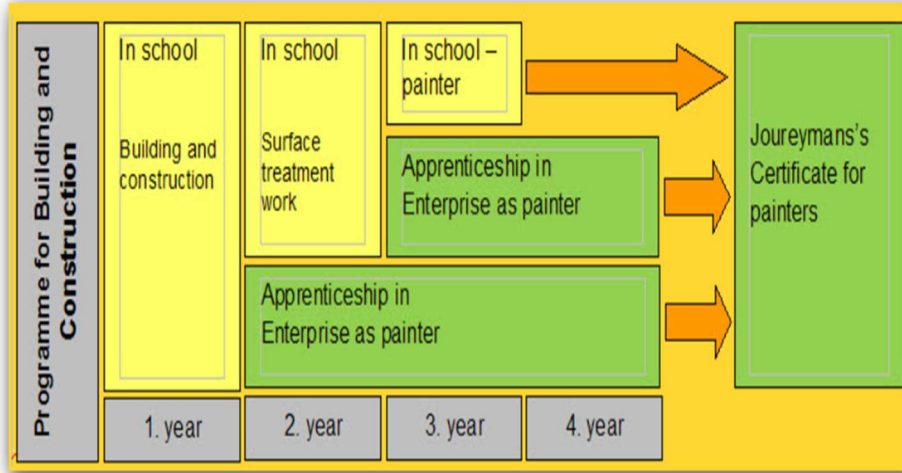 Programme for Building and
Construction
In school
Building and
construction
In school
Surface
treatment
work
In school –
painter
Apprenticeship in
Enterprise as painter
Apprenticeship in
Enterprise as painter
Joureymans's
Certificate for
painters
1. year
2. year
3. year
4. year